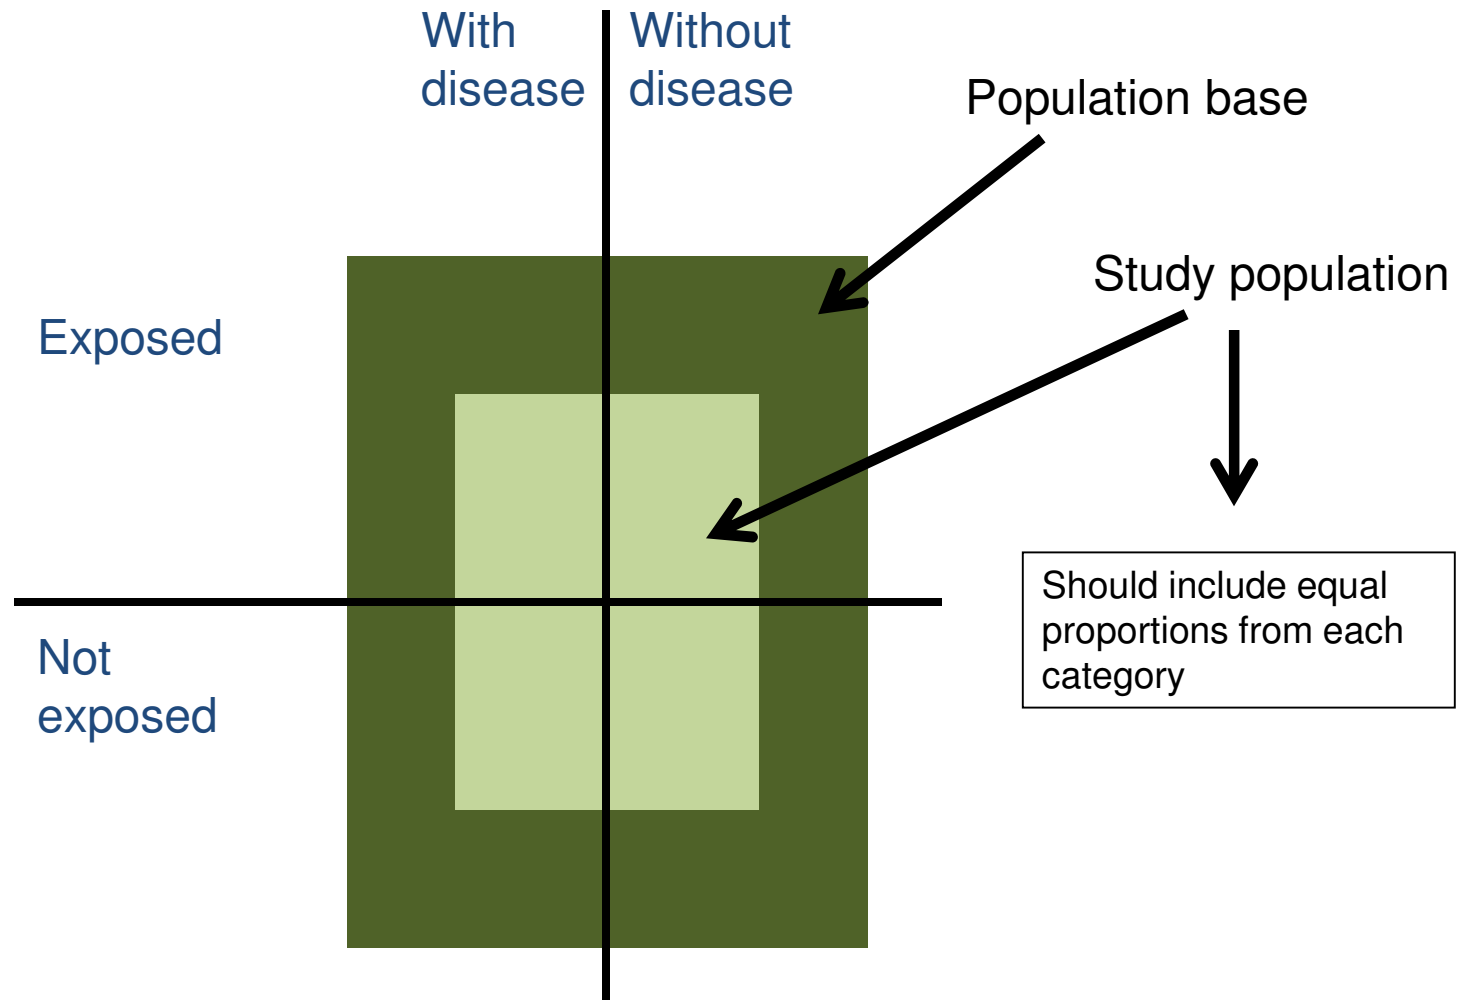 With
disease
Without
disease
Population base
Study population
Exposed
Should include equal
proportions from each
category
Not
exposed